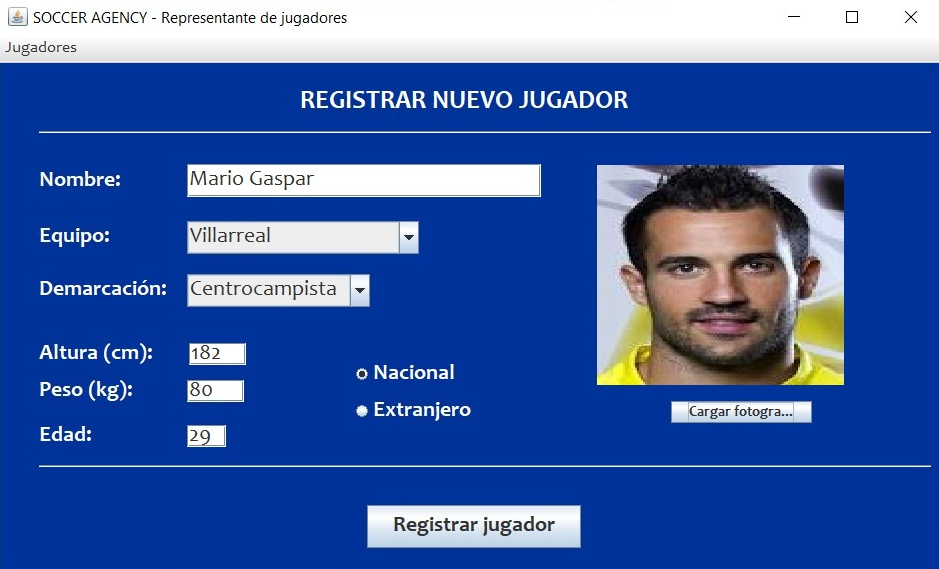 SOCCER AGENCY - Representante de jugadores
Jugadores
REGISTRAR NUEVO JUGADOR
Nombre: Mario Gaspar
Equipo: Villarreal
Demarcación: Centrocampista
Altura (cm): 182
Nacional
Peso (kg): 80
Extranjero
Cargar fotogra...
Edad: 29
Registrar jugador